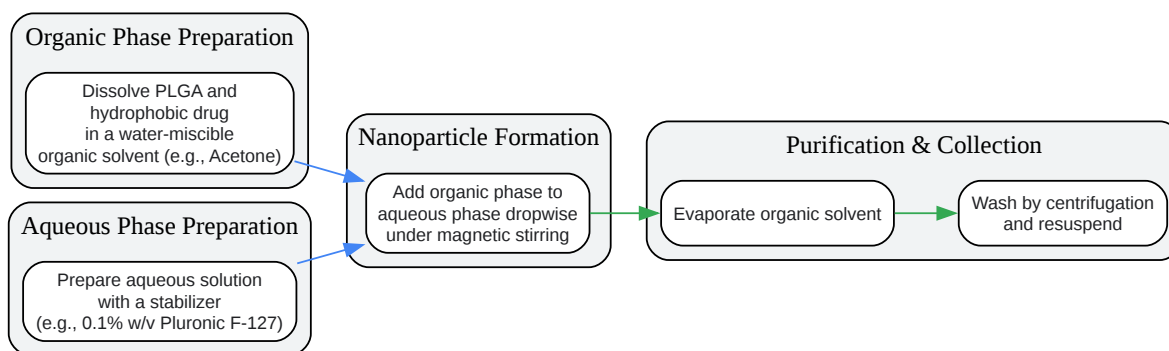 Organic Phase Preparation
Dissolve PLGA and
hydrophobic drug
in a water-miscible
organic solvent (e.g., Acetone)
Aqueous Phase Preparation
Prepare aqueous solution
with a stabilizer
(e.g., 0.1% w/v Pluronic F-127)
Nanoparticle Formation
Add organic phase to
aqueous phase dropwise
under magnetic stirring
Purification & Collection
Evaporate organic solvent
Wash by centrifugation
and resuspend